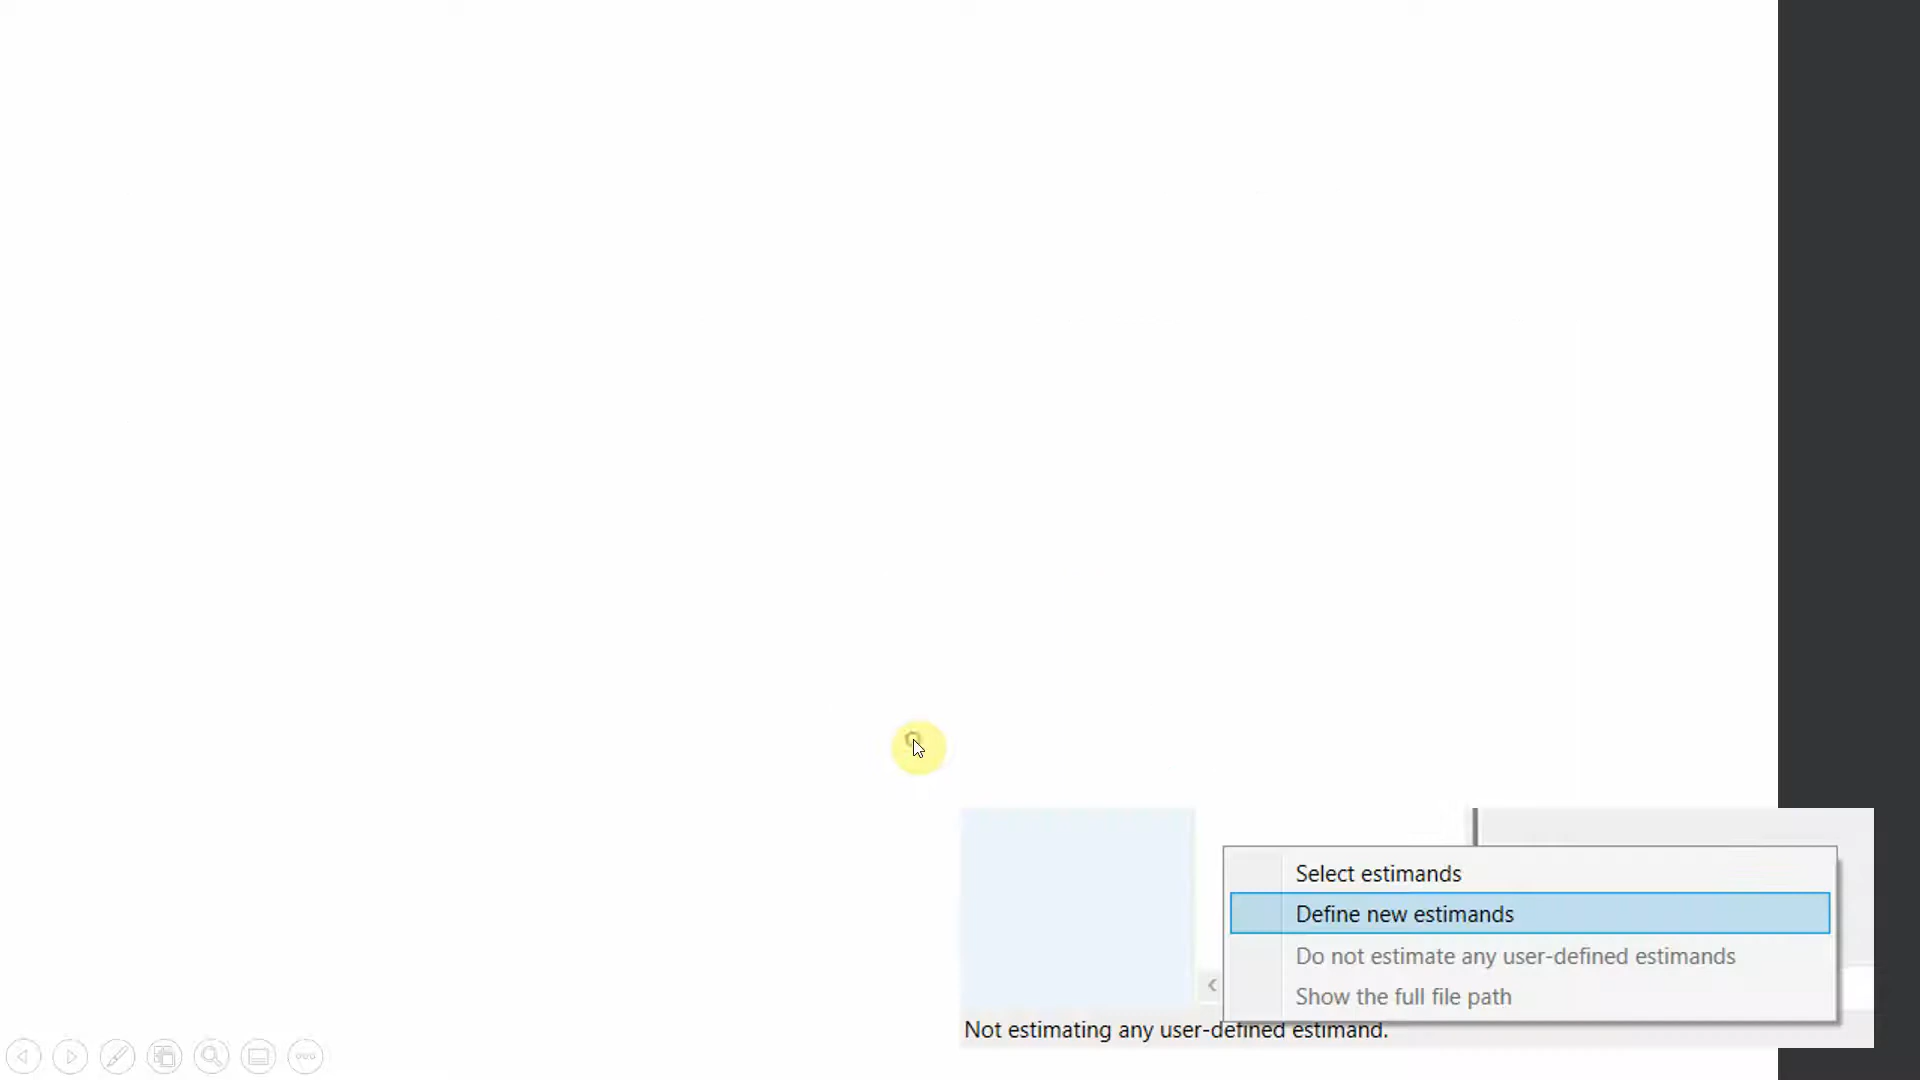 Select estimands
Define new estimands
Do not estimate any user-defined estimands
Show the full file path
Not estimating any user-defined estimand.